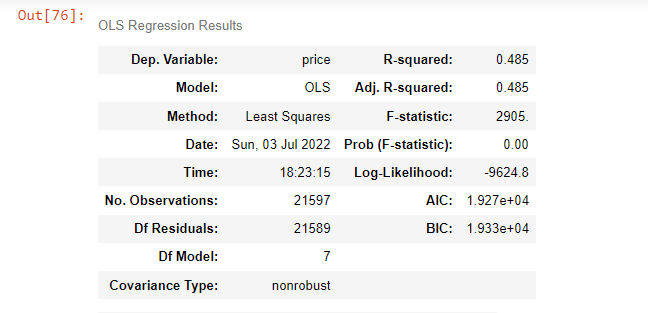 Out[76]:
OLS Regression Results
Dep. Variable: price R-squared: 0.485
Model: OLS Adj. R-squared: 0.485
Method: Least Squares F-statistic: 2905.
Date: Sun, 03 Jul 2022 Prob (F-statistic): 0.00
Time: 18:23:15 Log-Likelihood: -9624.8
No. Observations: 21597 AIC: 1.927e+04
Df Residuals: 21589 BIC: 1.933e+04
Df Model: 7
Covariance Type: nonrobust